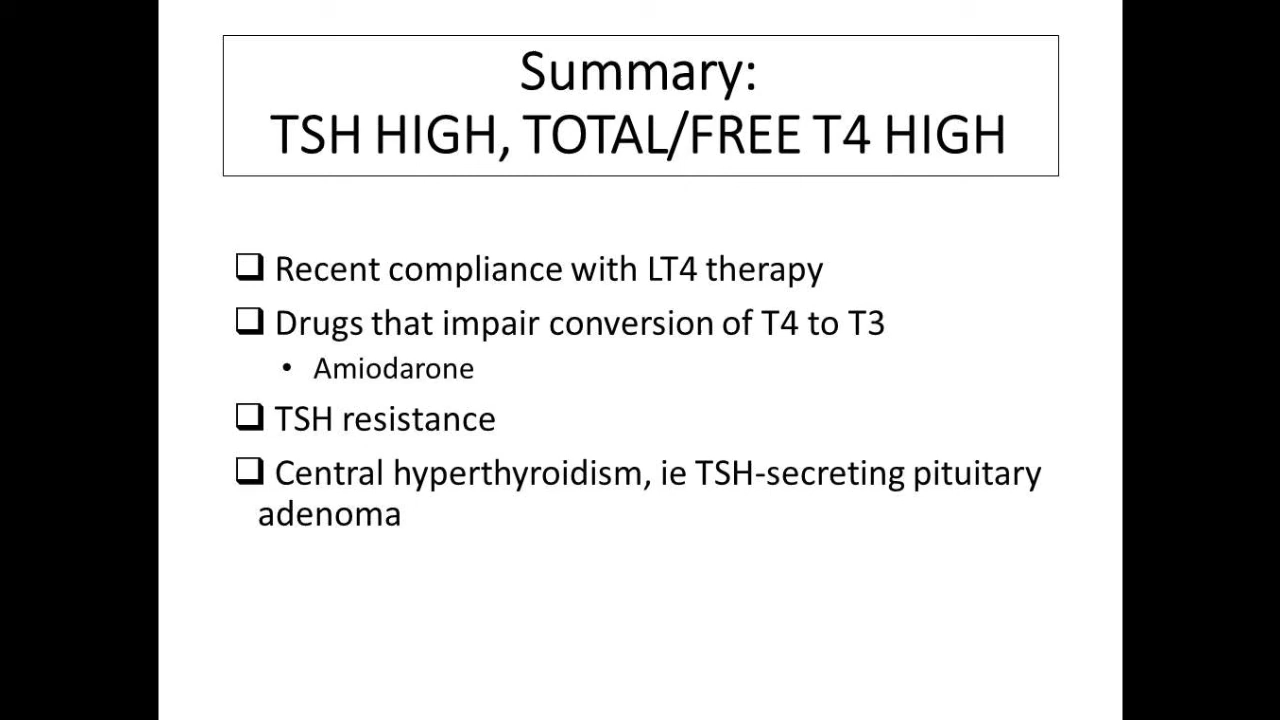 Summary:
TSH HIGH, TOTAL/FREE T4 HIGH
❑ Recent compliance with LT4 therapy
❑ Drugs that impair conversion of T4 to T3
• Amiodarone
❑ TSH resistance
❑ Central hyperthyroidism, ie TSH-secreting pituitary
adenoma